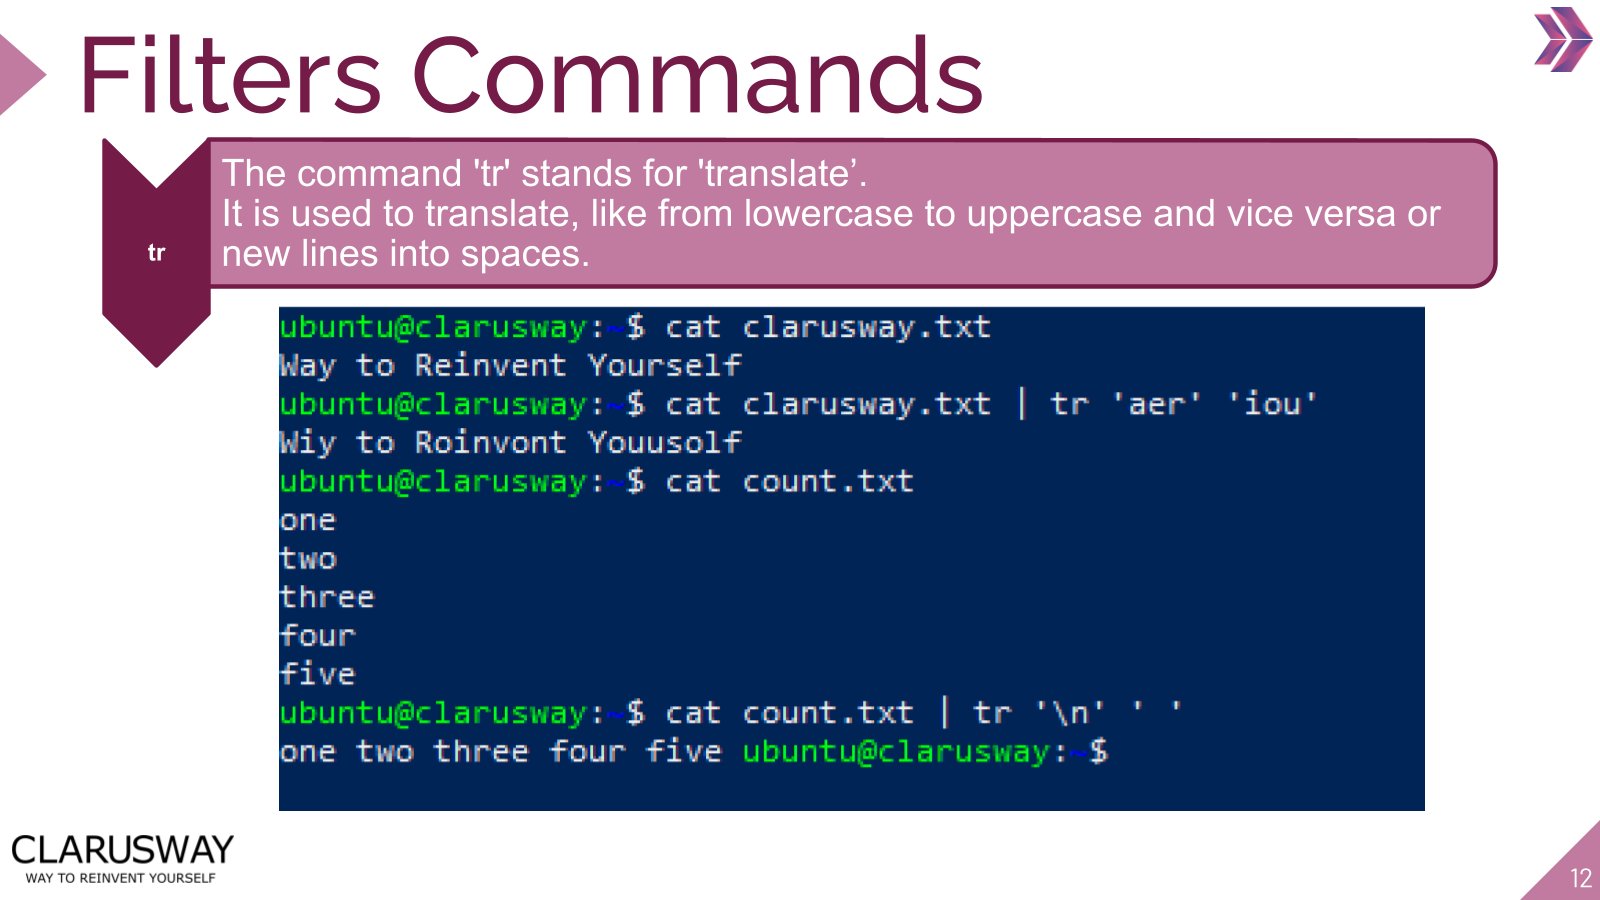 Filters Commands
The command 'tr' stands for 'translate’.
It is used to translate, like from lowercase to uppercase and vice versa or
new lines into spaces.
tr
ubuntu@clarusway:~$ cat clarusway.txt
Way to Reinvent Yourself
ubuntu@clarusway:~$ cat clarusway.txt | tr 'aer' 'iou'
Wiy to Roinvont Youusolf
ubuntu@clarusway:~$ cat count.txt
one
two
three
four
five
ubuntu@clarusway:~$ cat count.txt | tr '\n' ' '
one two three four five ubuntu@clarusway:~$
CLARUSWAY
WAY TO REINVENT YOURSELF
12